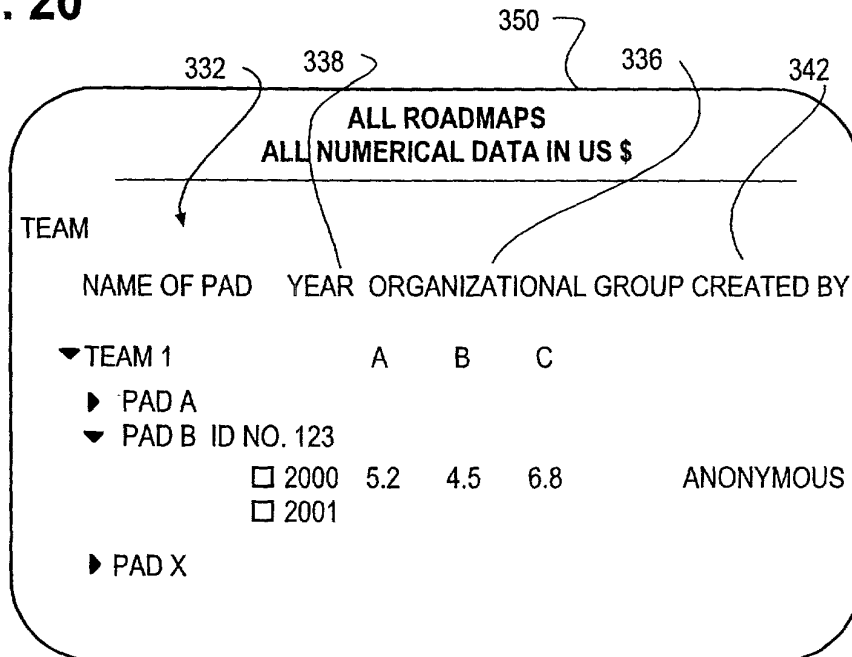 . 20
350
332 338 336 342
ALL ROADMAPS
ALL NUMERICAL DATA IN US $
TEAM
NAME OF PAD YEAR ORGANIZATIONAL GROUP CREATED BY
TEAM 1 A B C
PAD A
PAD B ID NO. 123
2000 5.2 4.5 6.8 ANONYMOUS
2001
PAD X